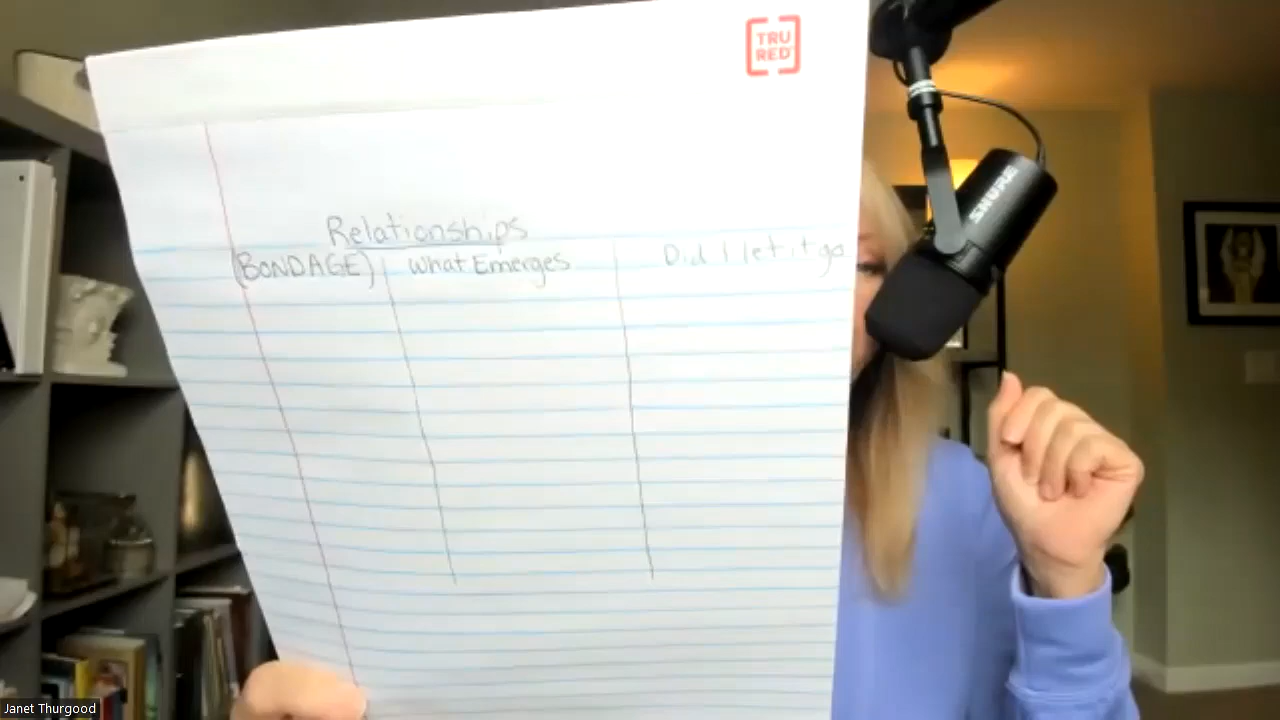 TRU
RED
Relationships
(BONDAGE) What Emerges Did I let it go
SHURE
Janet Thurgood